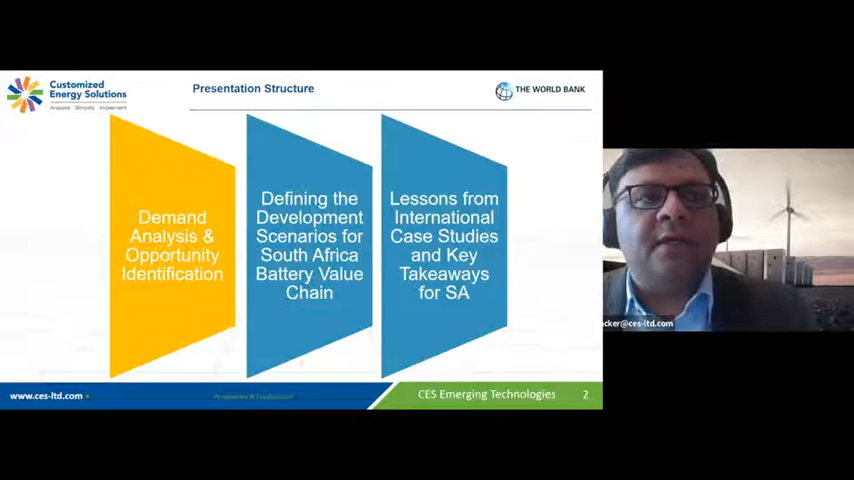 Customized
Energy Solutions
Analyze · Simplify · Implement
Presentation Structure
THE WORLD BANK
Demand
Analysis &
Opportunity
Identification
Defining the
Development
Scenarios for
South Africa
Battery Value
Chain
Lessons from
International
Case Studies
and Key
Takeaways
for SA
cker@ces-ltd.com
www.ces-ltd.com
CES Emerging Technologies
2